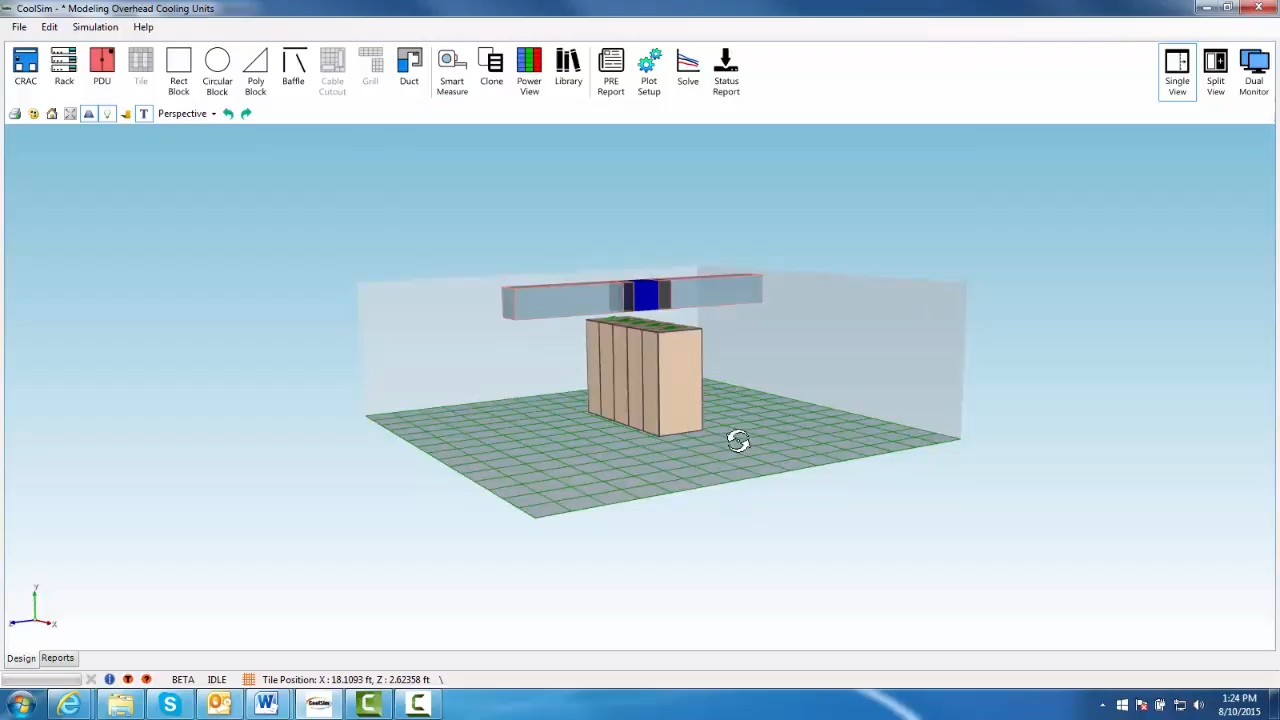 CoolSim - * Modeling Overhead Cooling Units
File Edit Simulation Help
CRAC Rack PDU Tile Rect Block Circular Block Poly Block Baffle Cable Cutout Grill Duct Smart Measure Clone Power View Library PRE Report Plot Setup Solve Status Report Single View Split View Dual Monitor
T Perspective
Y
Z X
Design Reports
BETA IDLE Tile Position: X : 18.1093 ft, Z : 2.62358 ft \
CoolSim
1:24 PM
8/10/2015